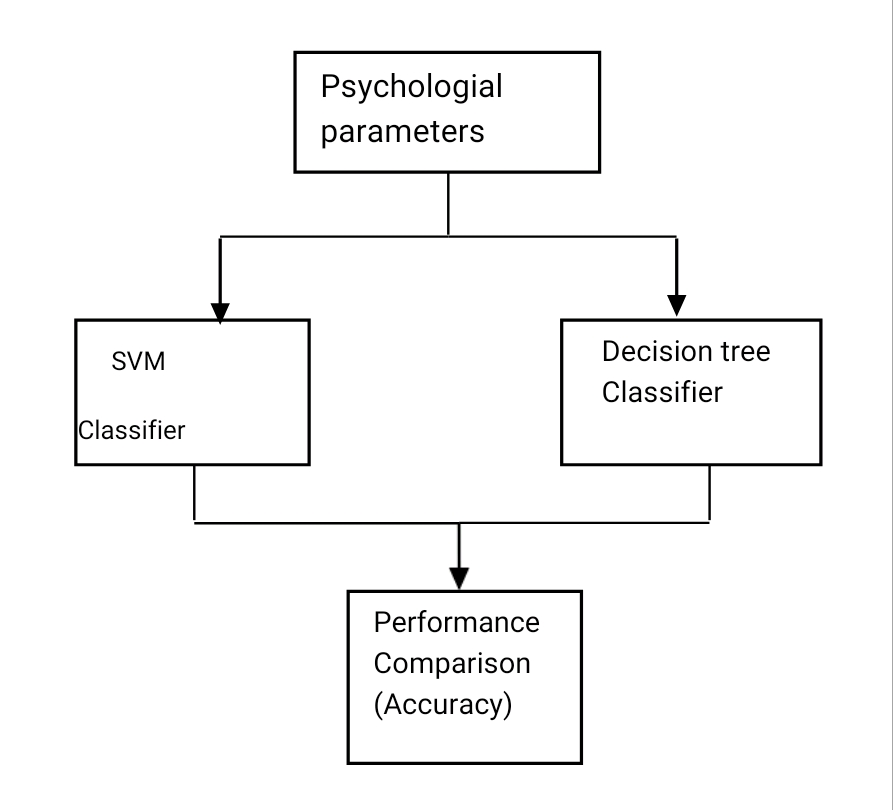 Psychologial
parameters
SVM
Classifier
Decision tree
Classifier
Performance
Comparison
(Accuracy)